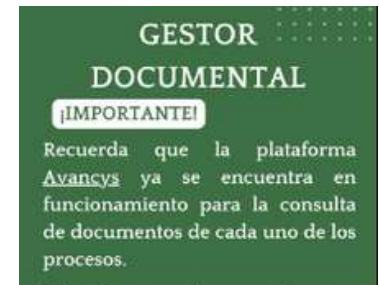 GESTOR
DOCUMENTAL
¡IMPORTANTE!
Recuerda que la plataforma
Avancys ya se encuentra en
funcionamiento para la consulta
de documentos de cada uno de los
procesos.